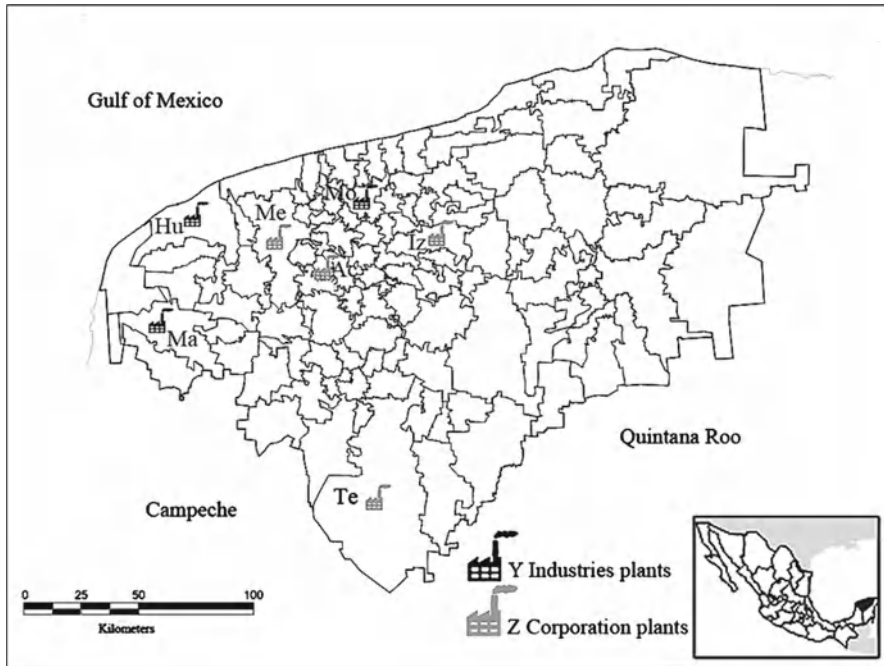 Gulf of Mexico
Mo
Hu
Me
Iz
Ac
Ma
Quintana Roo
Te
Campeche
Y Industries plants
0 50 100
Kilometers
Z Corporation plants